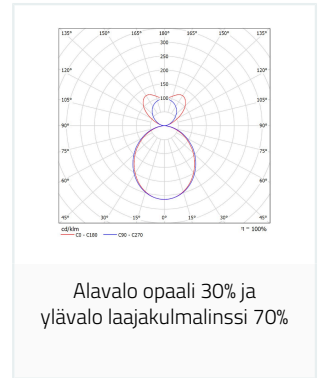 135° 150° 165° 180° 165° 150° 135°
300
250
120° 200 120°
150
105° 100 105°
90° 90°
75° 75°
60° 60°
45° 30° 15° 0° 15° 30° 45°
cd/klm η = 100%
C0 - C180 C90 - C270
Alavalo opaali 30% ja
ylävalo laajakulmalinssi 70%